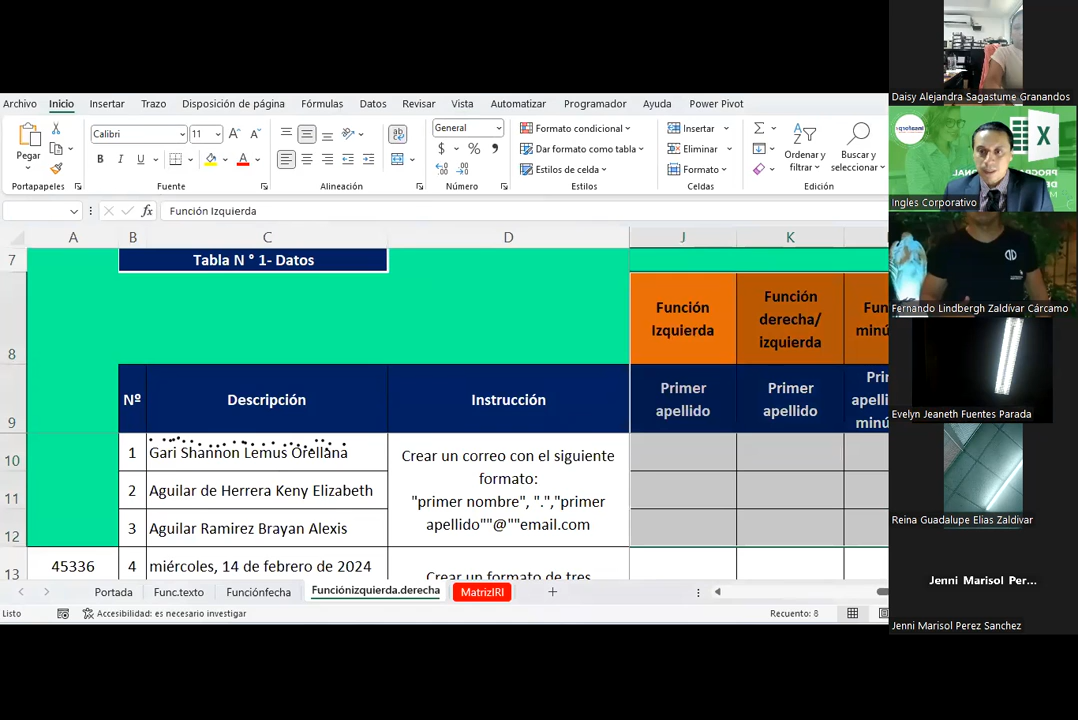 Archivo Inicio Insertar Trazo Disposición de página Fórmulas Datos Revisar Vista Automatizar Programador Ayuda Power Pivot
Pegar
Portapapeles
Calibri 11
N K S
Fuente
Alineación
General
$ % 000
Número
Formato condicional
Dar formato como tabla
Estilos de celda
Estilos
Insertar
Eliminar
Formato
Celdas
Ordenar y filtrar
Buscar y seleccionar
Edición
fx Función Izquierda
A B C D J K
7 Tabla N ° 1- Datos
8
Función
Izquierda
Función
derecha/
izquierda
9 Nº Descripción Instrucción
Primer
apellido
Primer
apellido
10 1 Gari Shannon Lemus Orellana
11 2 Aguilar de Herrera Keny Elizabeth
12 3 Aguilar Ramirez Brayan Alexis
Crear un correo con el siguiente
formato:
"primer nombre", ".","primer
apellido""@""email.com
13 45336 4 miércoles, 14 de febrero de 2024 Crear un formato de tres
Portada Func.texto Funciónfecha Funciónizquierda.derecha MatrizIRI
Listo Accesibilidad: es necesario investigar Recuento: 8
Daisy Alejandra Sagastume Granandos
Ingles Corporativo
Fernando Lindbergh Zaldívar Cárcamo
Evelyn Jeaneth Fuentes Parada
Reina Guadalupe Elias Zaldivar
Jenni Marisol Per...
Jenni Marisol Perez Sanchez